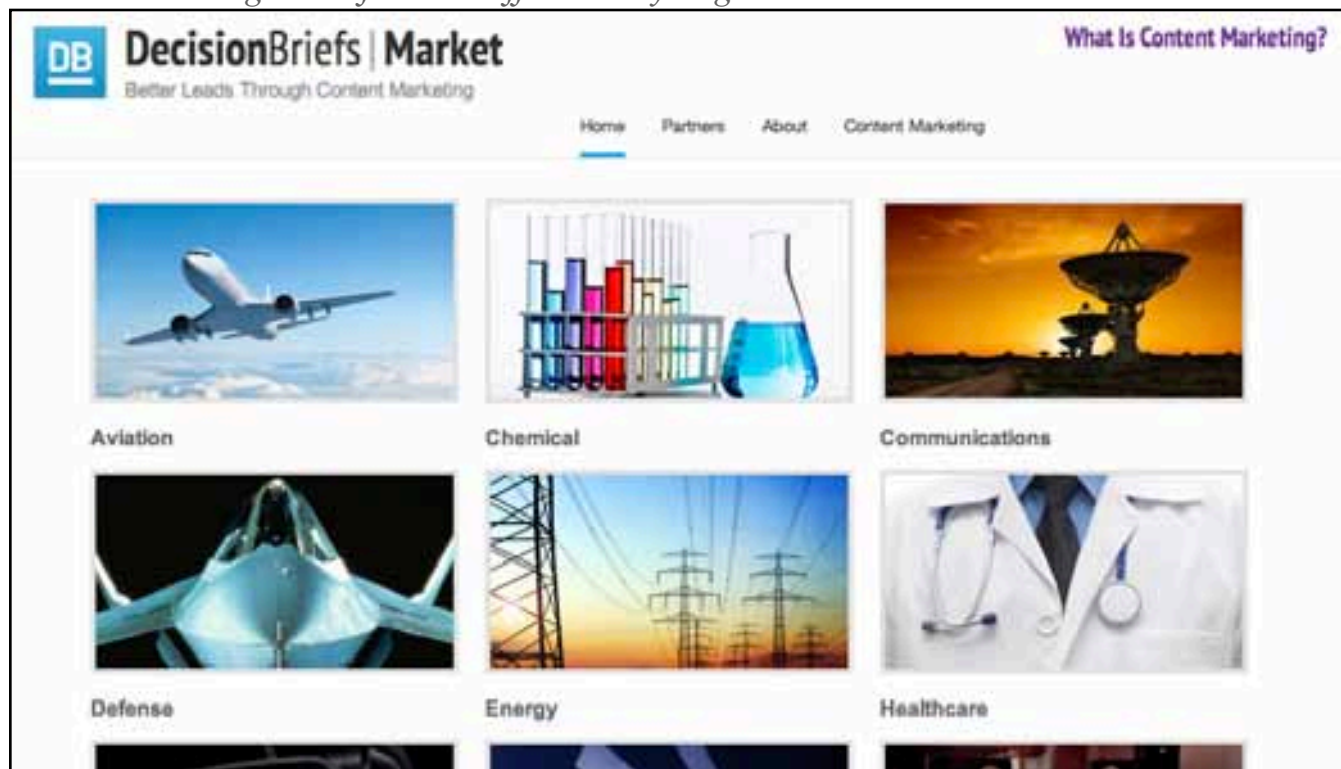 DB
DecisionBriefs | Market
What Is Content Marketing?
Better Leads Through Content Marketing
Home Partners About Content Marketing
Aviation Chemical Communications
Defense Energy Healthcare